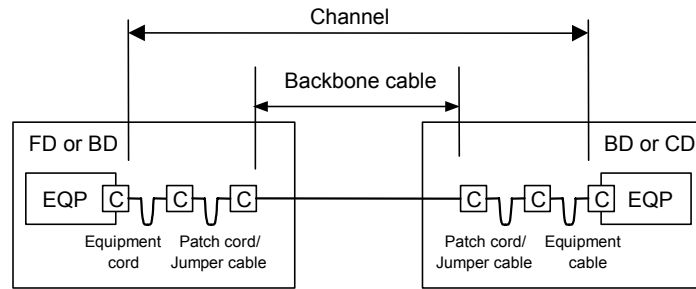 Channel
Backbone cable
FD or BD
BD or CD
EQP
C
C
C
C
C
C
EQP
Equipment
cord
Patch cord/
Jumper cable
Patch cord/
Jumper cable
Equipment
cable